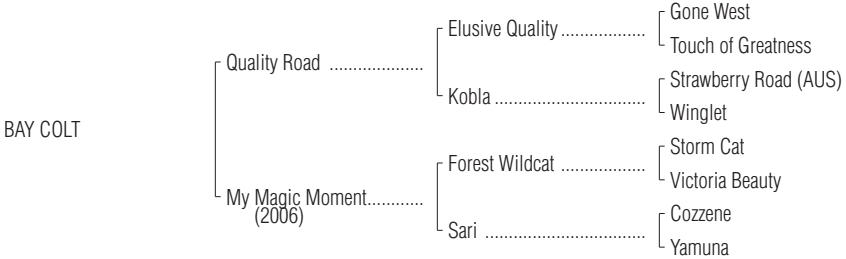 Gone West
Elusive Quality ..................
Touch of Greatness
Quality Road ....................
Strawberry Road (AUS)
Kobla ................................
Winglet
BAY COLT
Storm Cat
Forest Wildcat ..................
Victoria Beauty
My Magic Moment............
(2006)
Cozzene
Sari ..................................
Yamuna